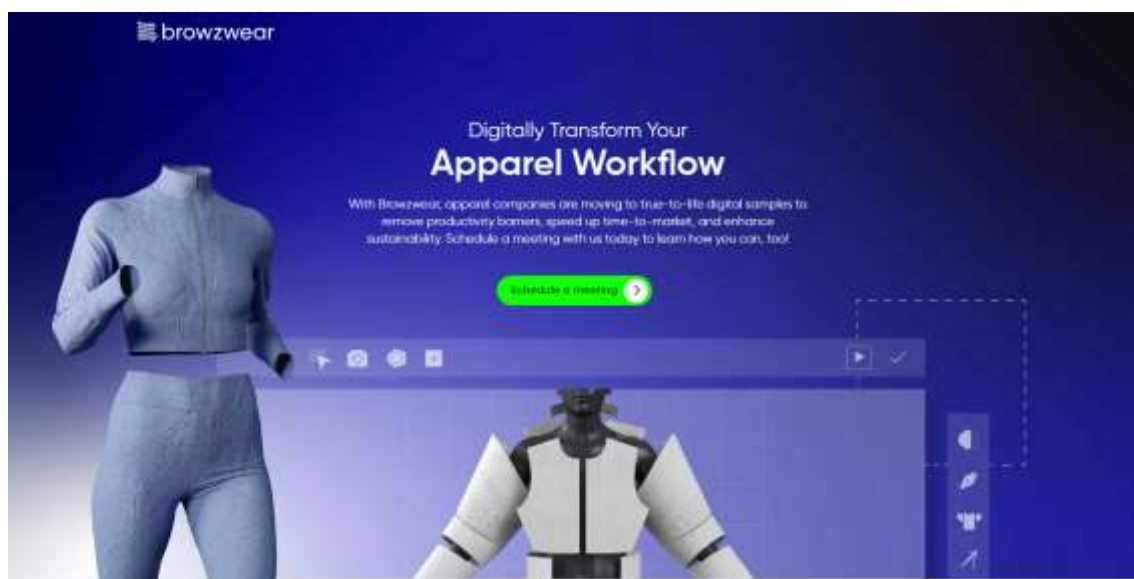 browzwear
Digitally Transform Your
Apparel Workflow
With Browzwear, apparel companies are moving to true-to-life digital samples to
remove productivity barriers, speed up time-to-market, and enhance
sustainability. Schedule a meeting with us today to learn how you can, too!
Schedule a meeting